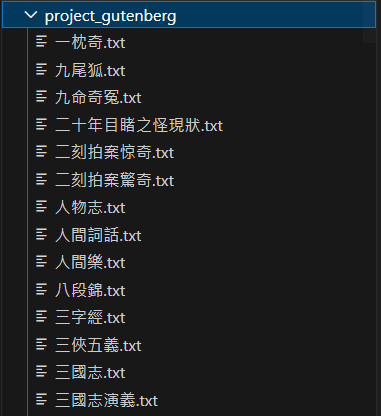 project_gutenberg
一枕奇.txt
九尾狐.txt
九命奇冤.txt
二十年目睹之怪現狀.txt
二刻拍案惊奇.txt
二刻拍案驚奇.txt
人物志.txt
人間詞話.txt
人間樂.txt
八段錦.txt
三字經.txt
三俠五義.txt
三國志.txt
三國志演義.txt